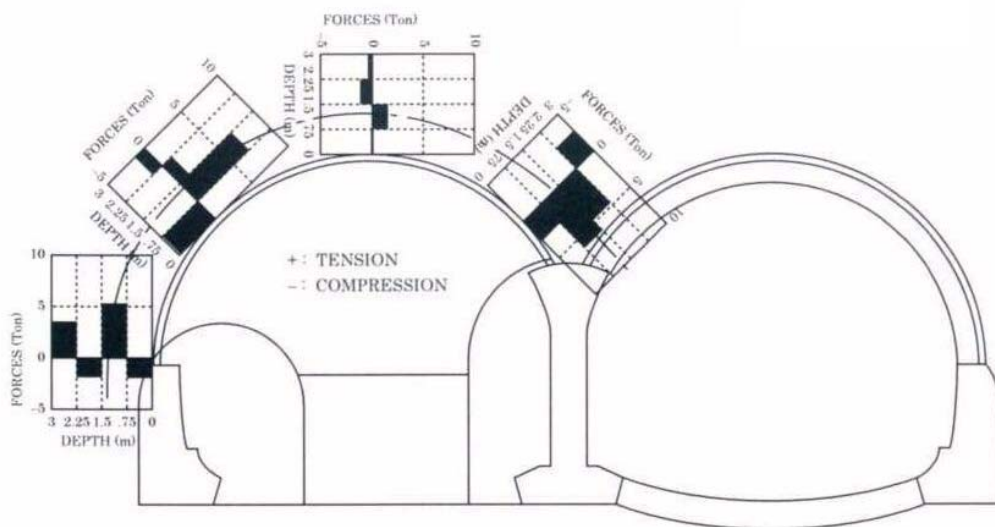 FORCES (Ton)
-5 0 5 10
DEPTH (m)
3 2.25 1.5 .75 0
FORCES (Ton)
-5 0 5 10
DEPTH (m)
3 2.25 1.5 .75 0
FORCES (Ton)
-5 0 5 10
DEPTH (m)
3 2.25 1.5 .75 0
+ : TENSION
– : COMPRESSION
FORCES (Ton)
10
5
0
-5
3 2.25 1.5 .75 0
DEPTH (m)